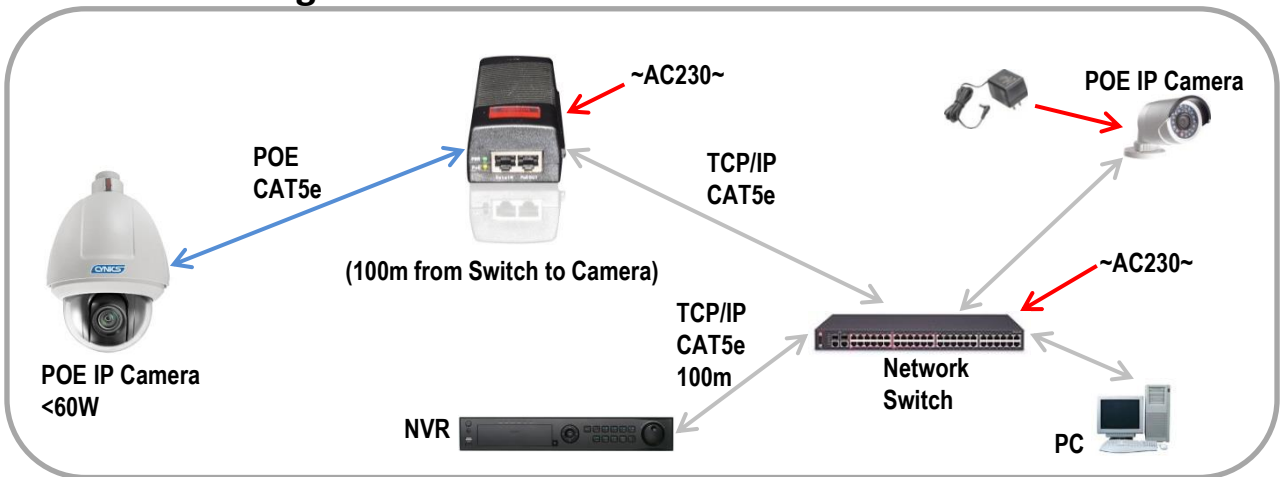 ~AC230~
POE IP Camera
POE
CAT5e
TCP/IP
CAT5e
CYNICS
(100m from Switch to Camera)
~AC230~
TCP/IP
CAT5e
100m
POE IP Camera
<60W
Network
Switch
NVR
PC